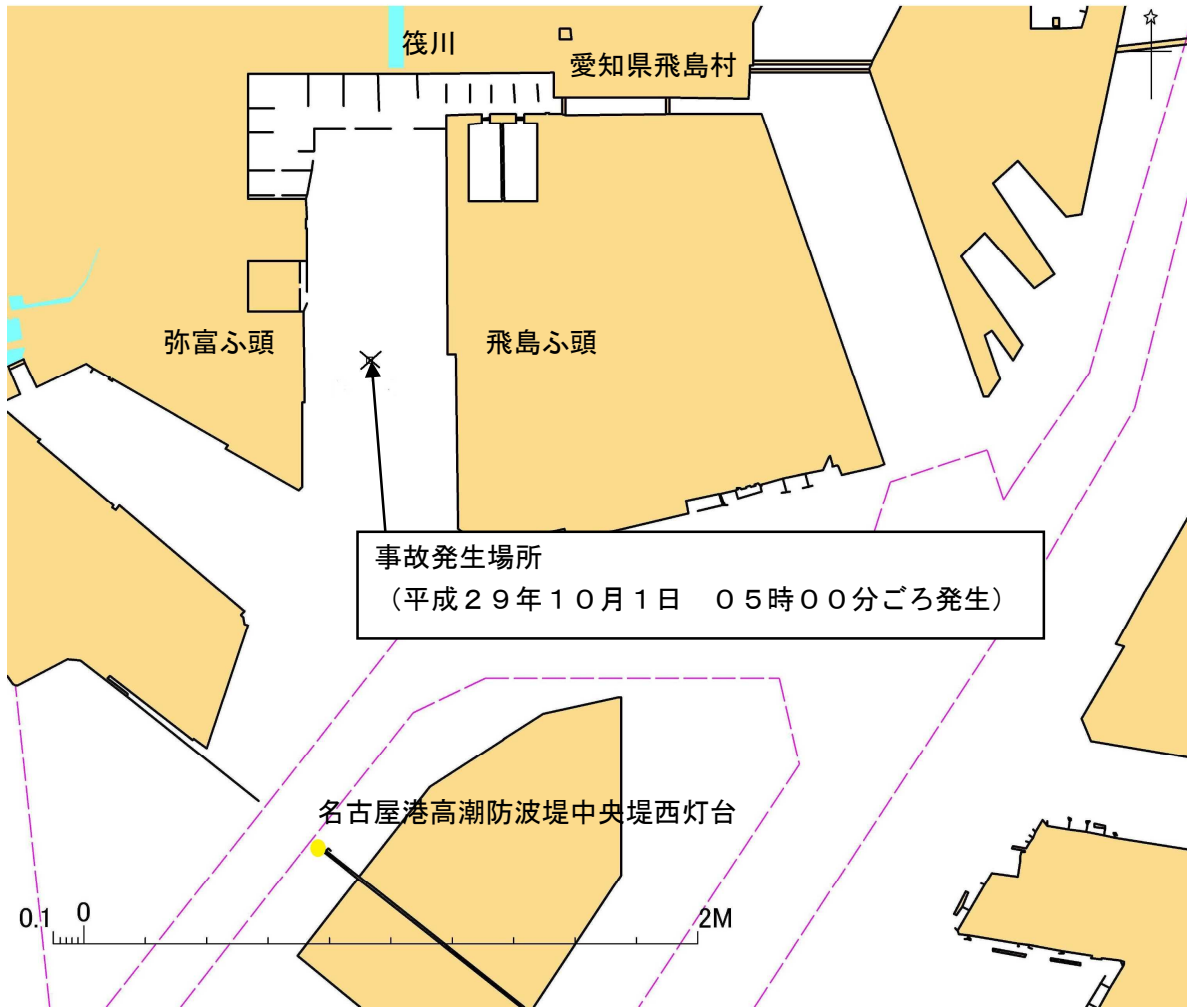 筏川
愛知県飛島村
弥富ふ頭
飛島ふ頭
事故発生場所
（平成２９年１０月１日　０５時００分ごろ発生）
名古屋港高潮防波堤中央堤西灯台
0.1 0 2M